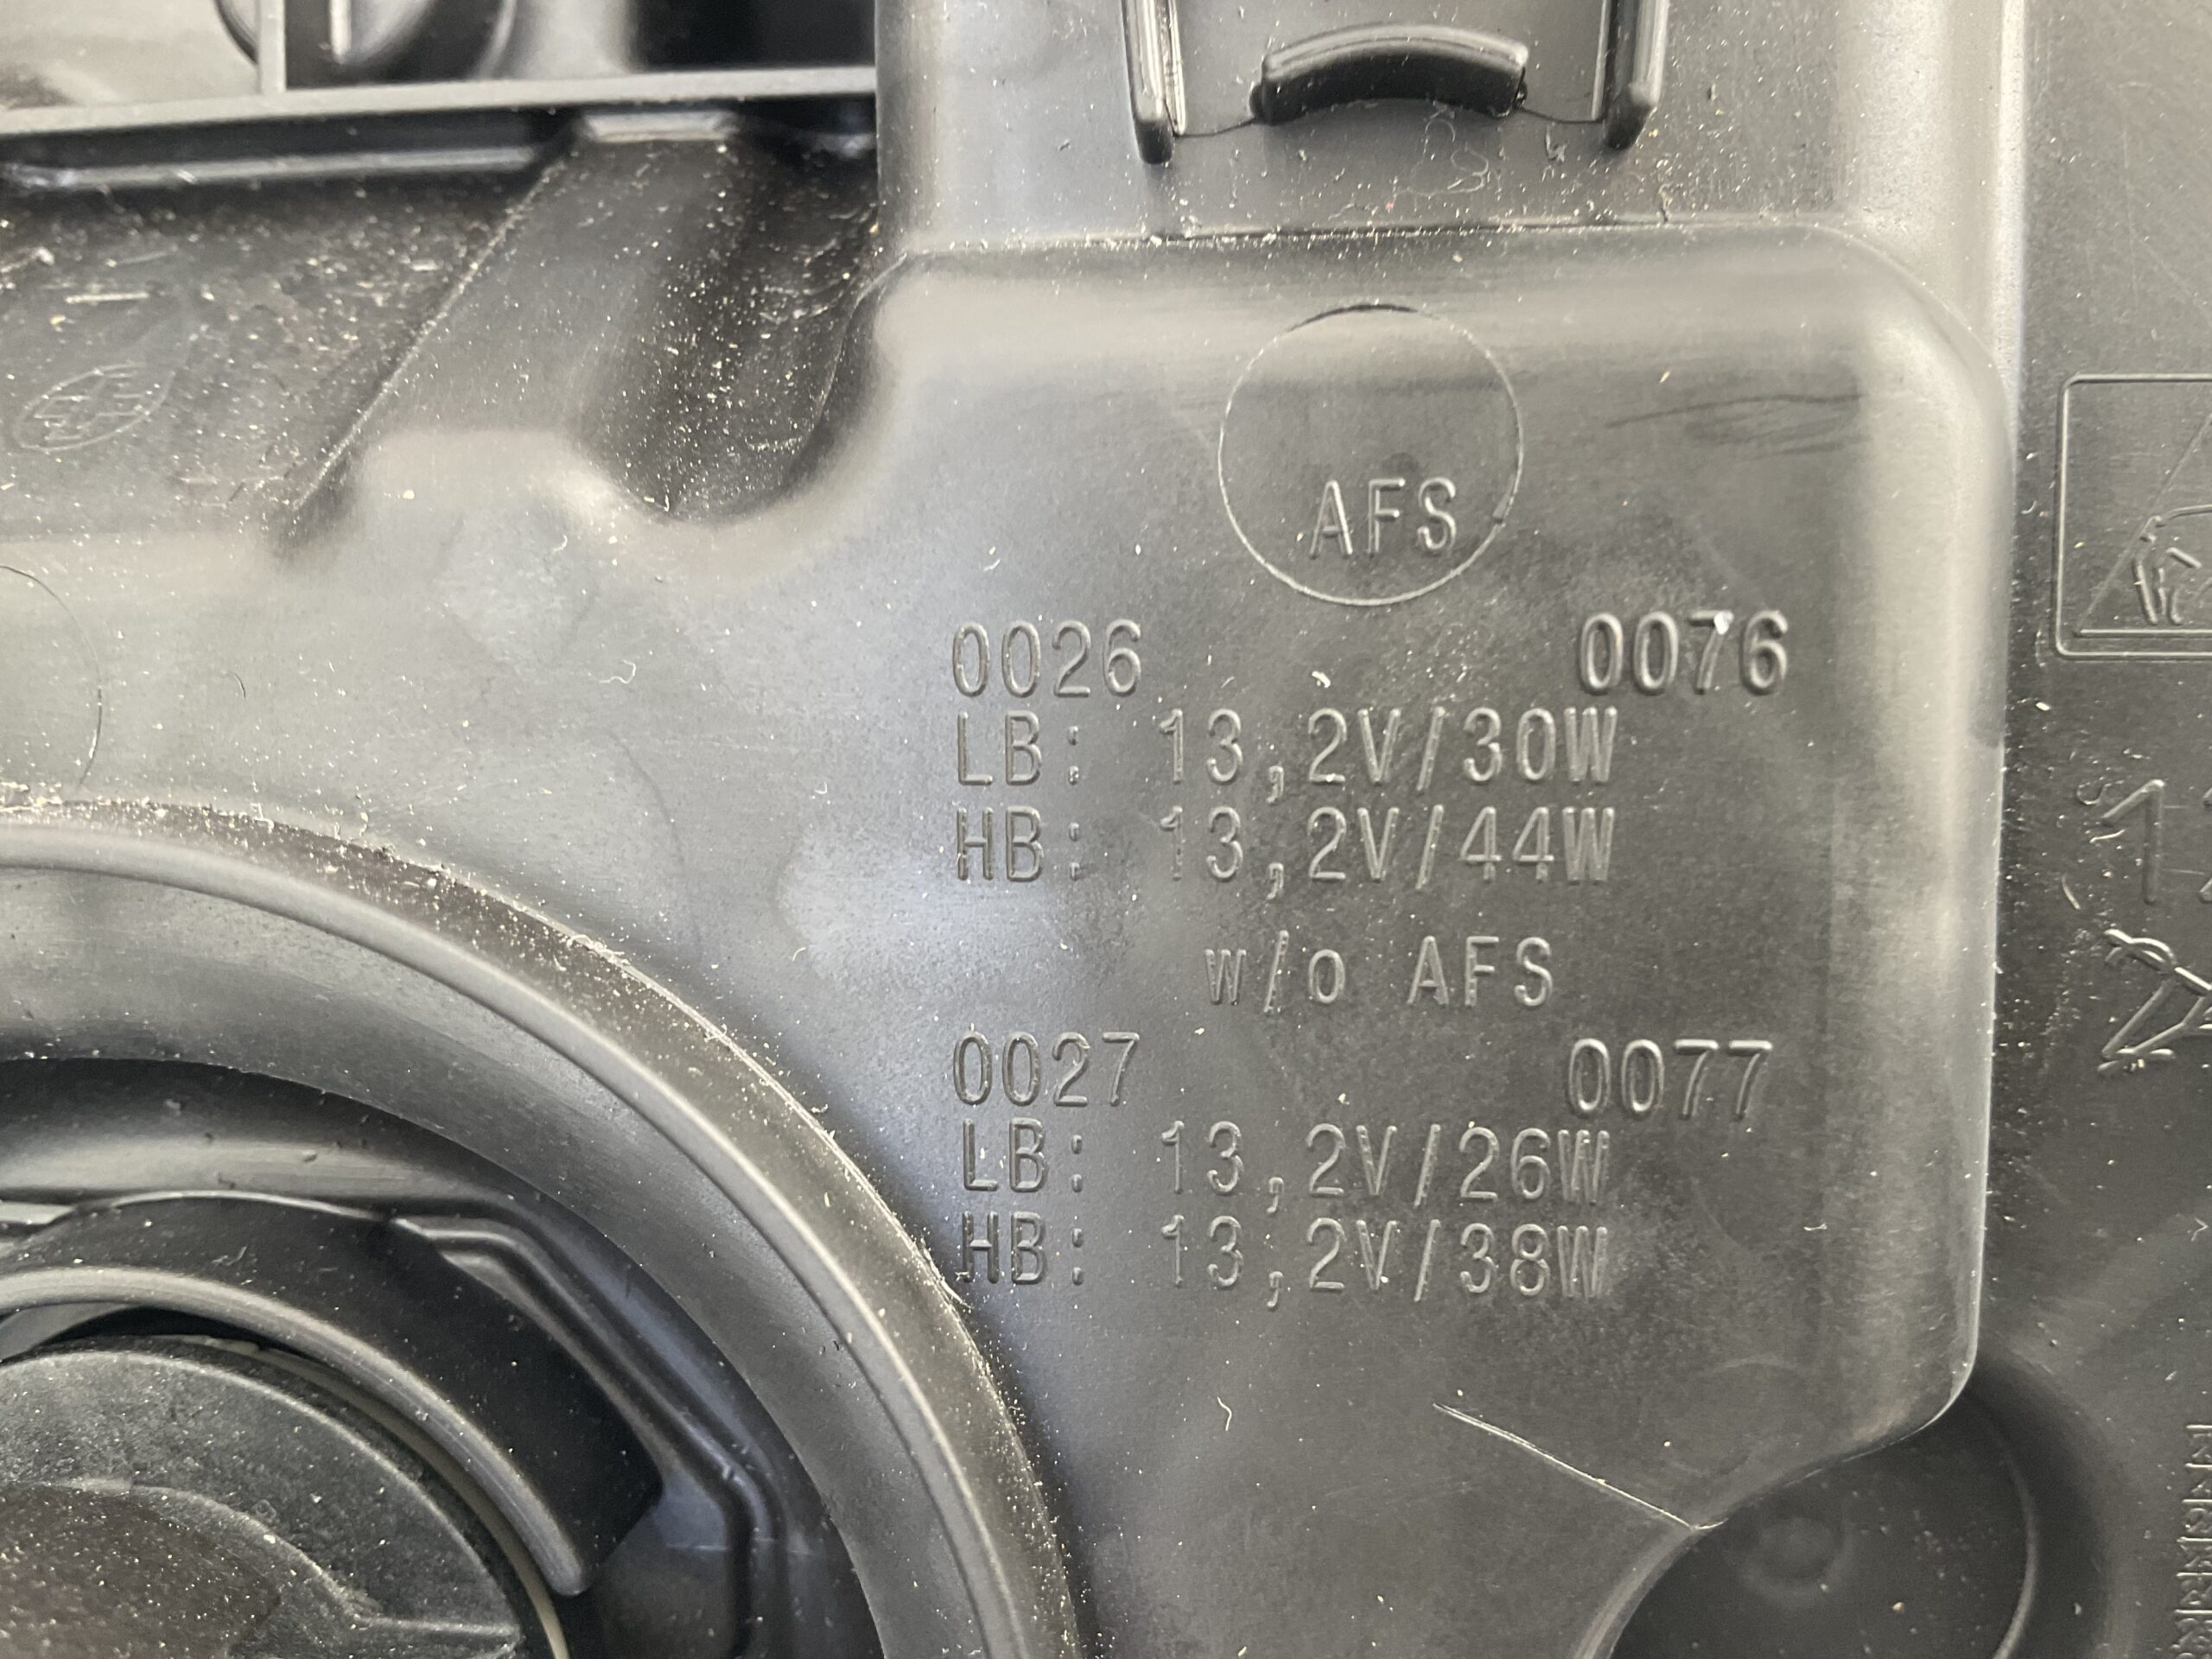 AFS
0026 0076
LB: 13,2V/30W
HB: 13,2V/44W
w/o AFS
0027 0077
LB: 13,2V/26W
HB: 13,2V/38W